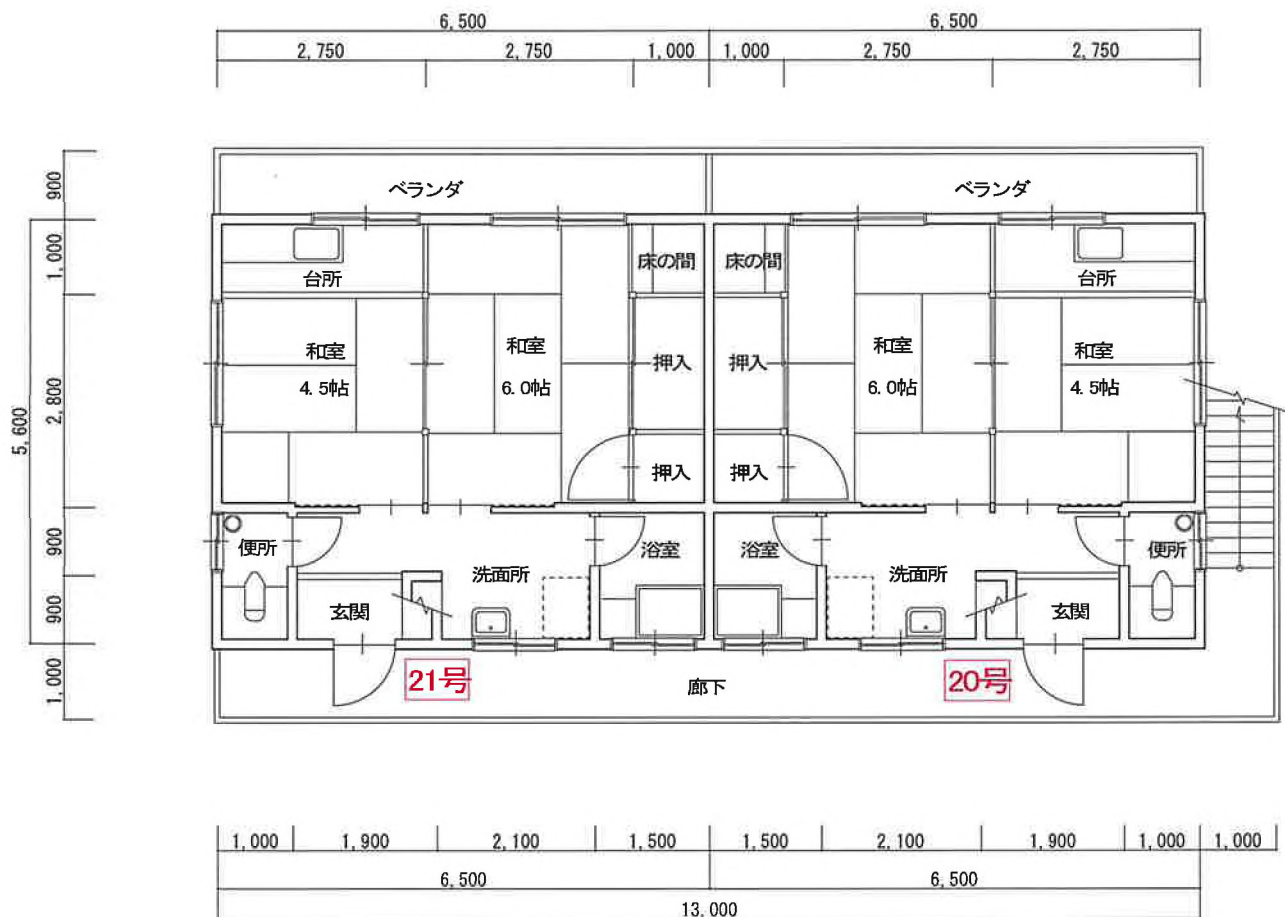 6,500 6,500
2,750 2,750 1,000 1,000 2,750 2,750
900
1,000
2,800
5,600
900
900
1,000
ベランダ ベランダ
台所 床の間 床の間 台所
和室 和室 押入 押入 和室 和室
4.5帖 6.0帖 6.0帖 4.5帖
押入 押入
便所 洗面所 浴室 浴室 洗面所 便所
玄関 玄関
21号 廊下 20号
1,000 1,900 2,100 1,500 1,500 2,100 1,900 1,000 1,000
6,500 6,500
13,000